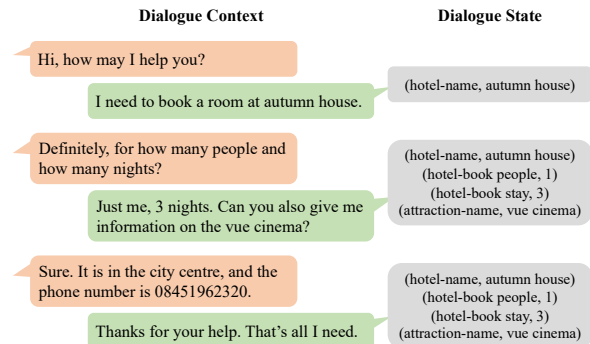 Dialogue Context
Dialogue State
Hi, how may I help you?
I need to book a room at autumn house.
(hotel-name, autumn house)
Definitely, for how many people and
how many nights?
Just me, 3 nights. Can you also give me
information on the vue cinema?
(hotel-name, autumn house)
(hotel-book people, 1)
(hotel-book stay, 3)
(attraction-name, vue cinema)
Sure. It is in the city centre, and the
phone number is 08451962320.
Thanks for your help. That's all I need.
(hotel-name, autumn house)
(hotel-book people, 1)
(hotel-book stay, 3)
(attraction-name, vue cinema)